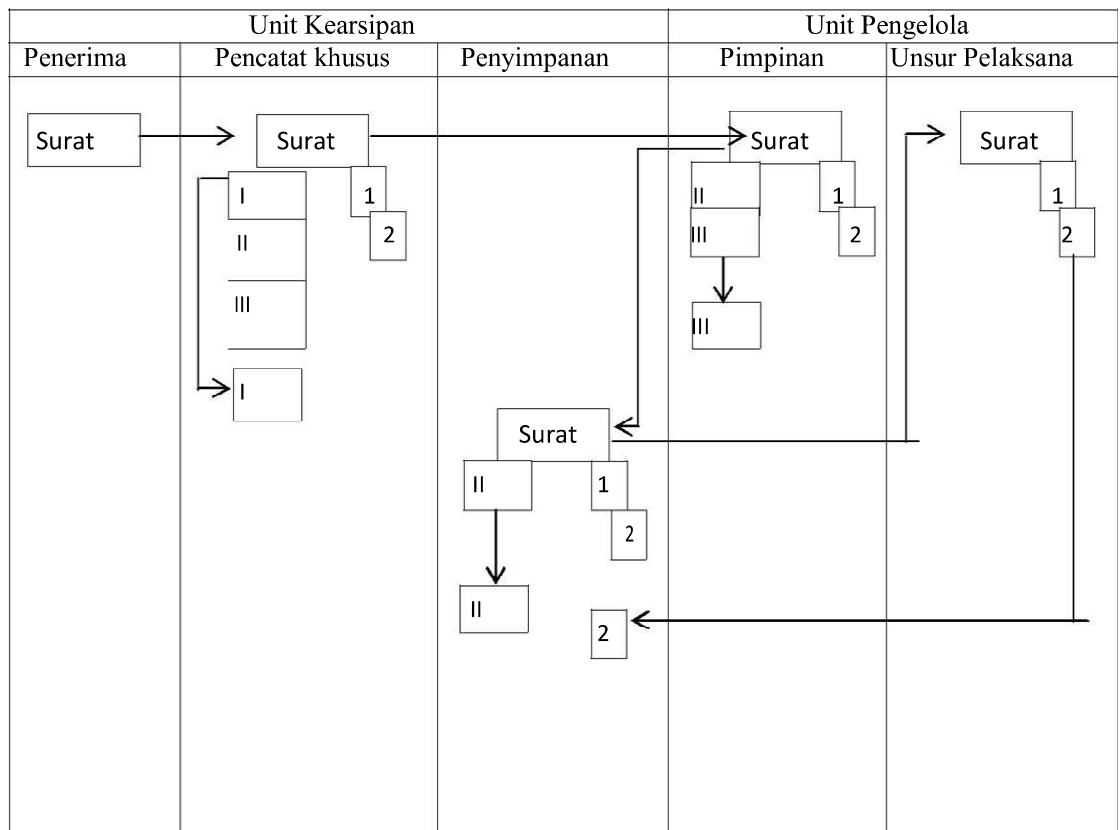 Unit Kearsipan Unit Pengelola
Penerima Pencatat khusus Penyimpanan Pimpinan Unsur Pelaksana
Surat Surat Surat Surat
I 1 II 1 1
II 2 III 2 2
III III
I
Surat
II 1
2
II
2